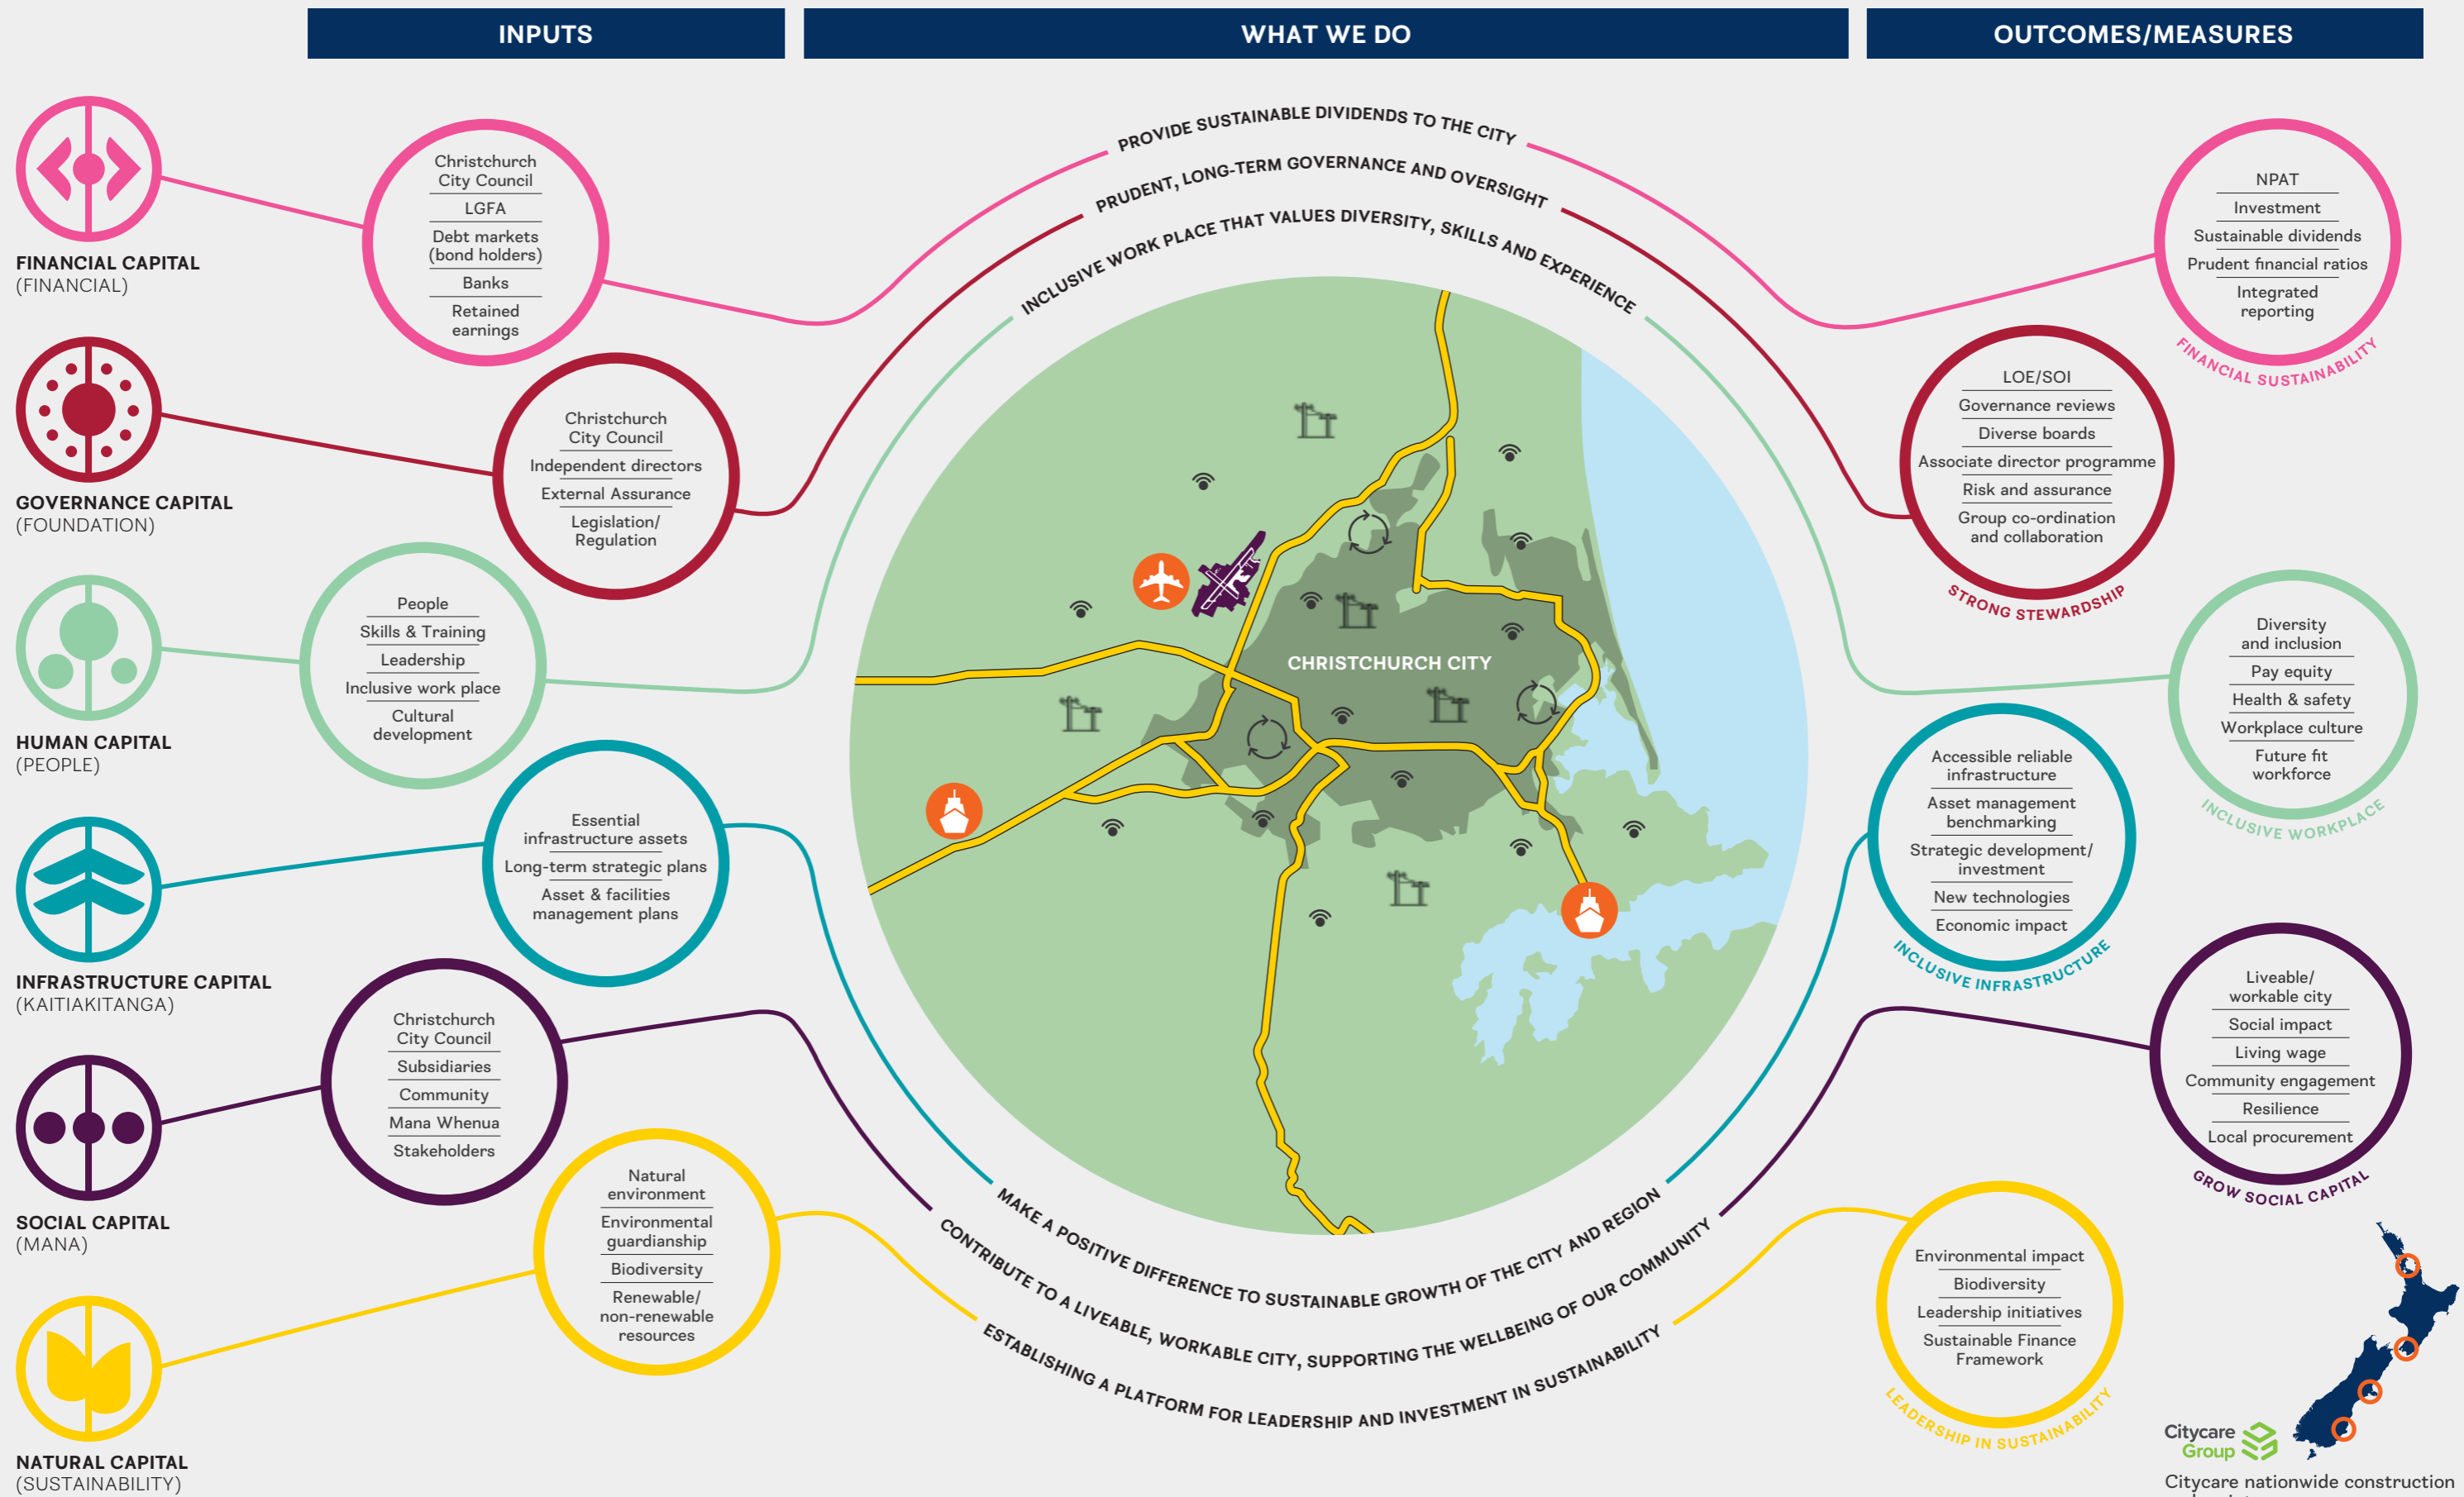 INPUTS
WHAT WE DO
OUTCOMES/MEASURES
FINANCIAL CAPITAL
(FINANCIAL)
GOVERNANCE CAPITAL
(FOUNDATION)
HUMAN CAPITAL
(PEOPLE)
INFRASTRUCTURE CAPITAL
(KAITIAKITANGA)
SOCIAL CAPITAL
(MANA)
NATURAL CAPITAL
(SUSTAINABILITY)
Christchurch
City Council
LGFA
Debt markets
(bond holders)
Banks
Retained
earnings
Christchurch
City Council
Independent directors
External Assurance
Legislation/
Regulation
People
Skills & Training
Leadership
Inclusive work place
Cultural
development
Essential
infrastructure assets
Long-term strategic plans
Asset & facilities
management plans
Christchurch
City Council
Subsidiaries
Community
Mana Whenua
Stakeholders
Natural
environment
Environmental
guardianship
Biodiversity
Renewable/
non-renewable
resources
PROVIDE SUSTAINABLE DIVIDENDS TO THE CITY
PRUDENT, LONG-TERM GOVERNANCE AND OVERSIGHT
INCLUSIVE WORK PLACE THAT VALUES DIVERSITY, SKILLS AND EXPERIENCE
CHRISTCHURCH CITY
MAKE A POSITIVE DIFFERENCE TO SUSTAINABLE GROWTH OF THE CITY AND REGION
CONTRIBUTE TO A LIVEABLE, WORKABLE CITY, SUPPORTING THE WELLBEING OF OUR COMMUNITY
ESTABLISHING A PLATFORM FOR LEADERSHIP AND INVESTMENT IN SUSTAINABILITY
NPAT
Investment
Sustainable dividends
Prudent financial ratios
Integrated
reporting
FINANCIAL SUSTAINABILITY
LOE/SOI
Governance reviews
Diverse boards
Associate director programme
Risk and assurance
Group co-ordination
and collaboration
STRONG STEWARDSHIP
Diversity
and inclusion
Pay equity
Health & safety
Workplace culture
Future fit
workforce
INCLUSIVE WORKPLACE
Accessible reliable
infrastructure
Asset management
benchmarking
Strategic development/
investment
New technologies
Economic impact
INCLUSIVE INFRASTRUCTURE
Liveable/
workable city
Social impact
Living wage
Community engagement
Resilience
Local procurement
GROW SOCIAL CAPITAL
Environmental impact
Biodiversity
Leadership initiatives
Sustainable Finance
Framework
LEADERSHIP IN SUSTAINABILITY
Citycare
Group
Citycare nationwide construction